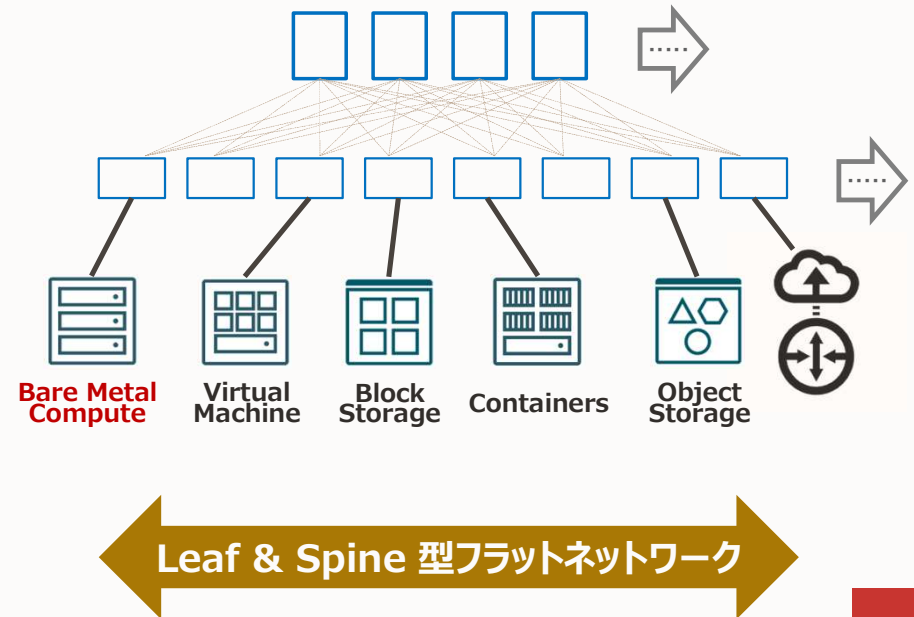 .....
.....
Bare Metal
Compute
Virtual
Machine
Block
Storage
Containers
Object
Storage
Leaf & Spine 型フラットネットワーク